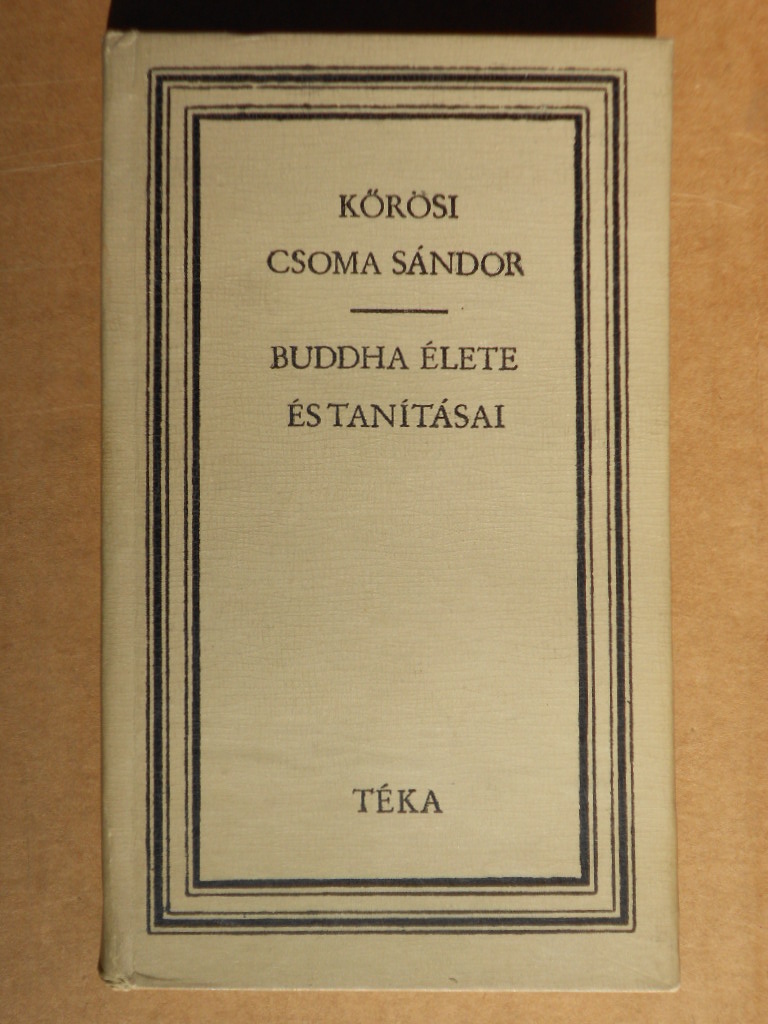 KŐRÖSI
CSOMA SÁNDOR
BUDDHA ÉLETE
ÉS TANÍTÁSAI
TÉKA